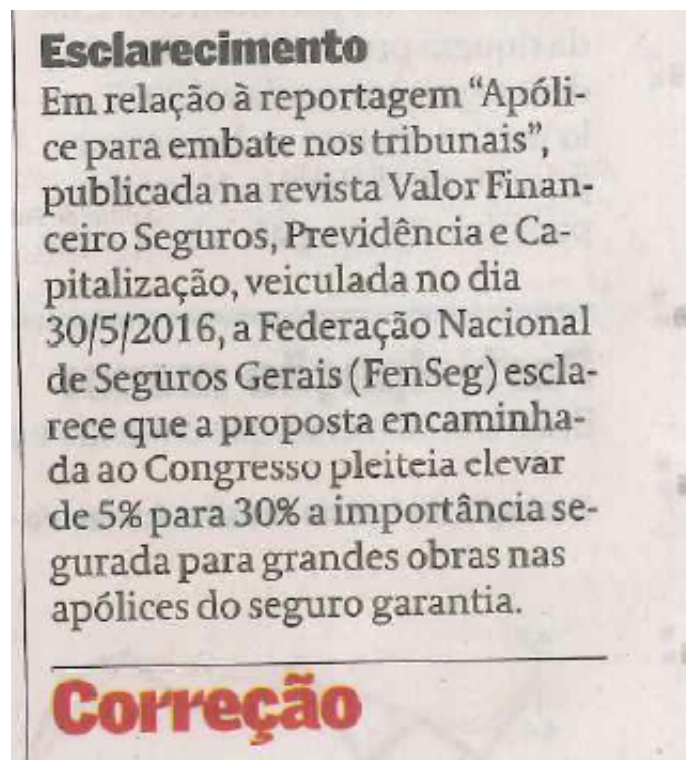 Esclarecimento
Em relação à reportagem “Apóli-
ce para embate nos tribunais”,
publicada na revista Valor Finan-
ceiro Seguros, Previdência e Ca-
pitalização, veiculada no dia
30/5/2016, a Federação Nacional
de Seguros Gerais (FenSeg) escla-
rece que a proposta encaminha-
da ao Congresso pleiteia elevar
de 5% para 30% a importância se-
gurada para grandes obras nas
apólices do seguro garantia.
Correção